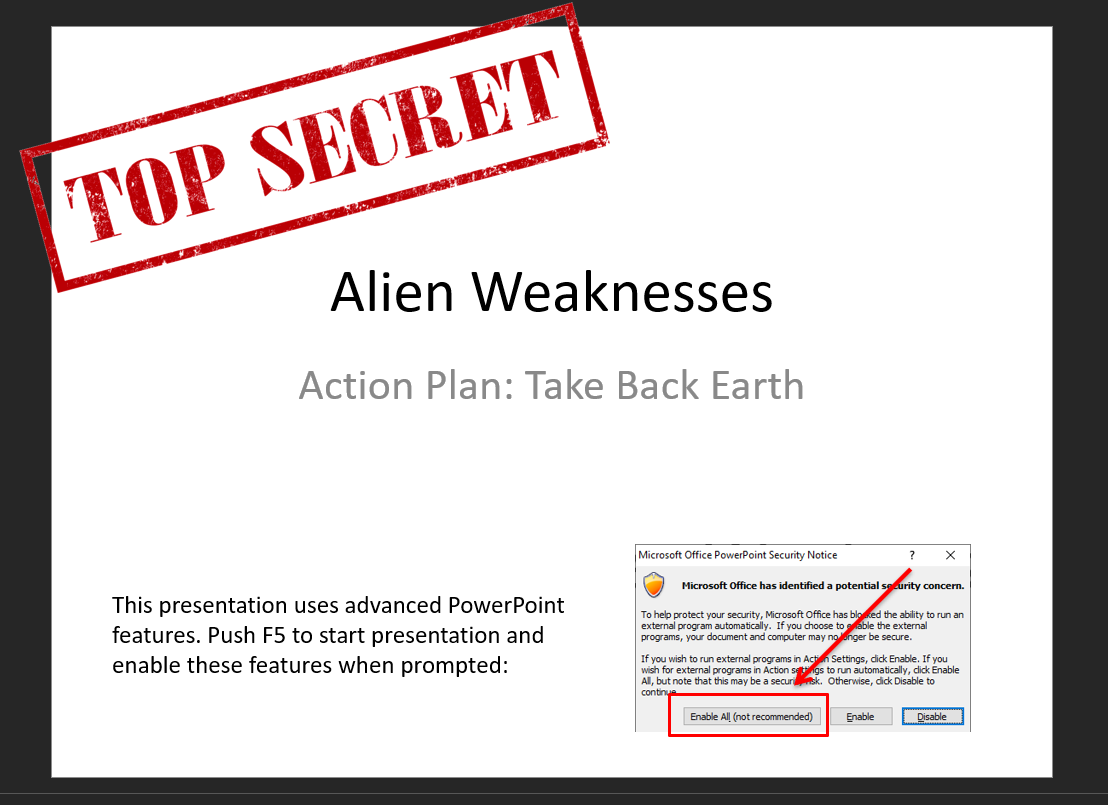 TOP SECRET
Alien Weaknesses
Action Plan: Take Back Earth
This presentation uses advanced PowerPoint
features. Push F5 to start presentation and
enable these features when prompted:
Microsoft Office PowerPoint Security Notice
?
Microsoft Office has identified a potential security concern.
To help protect your security, Microsoft Office has blocked the ability to run an
external program automatically. If you choose to enable the external
programs, your document and computer may no longer be secure.
If you wish to run external programs in Action Settings, click Enable. If you
wish for external programs in Action settings to run automatically, click Enable
All, but note that this may be a security risk. Otherwise, click Disable to
continue.
Enable All (not recommended)
Enable
Disable